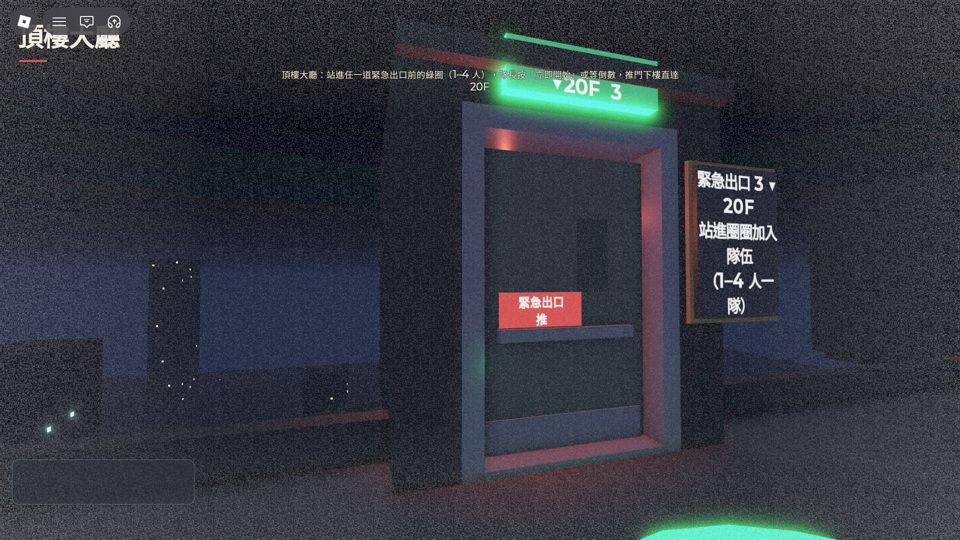 頂樓大廳
頂樓大廳：站進任一道緊急出口前的綠圈（1–4 人），隊長按「立即開始」或等倒數，推門下樓直達
20F
▼20F 3
緊急出口 3 ▼
20F
站進圈圈加入
隊伍
（1–4 人一
隊）
緊急出口
推